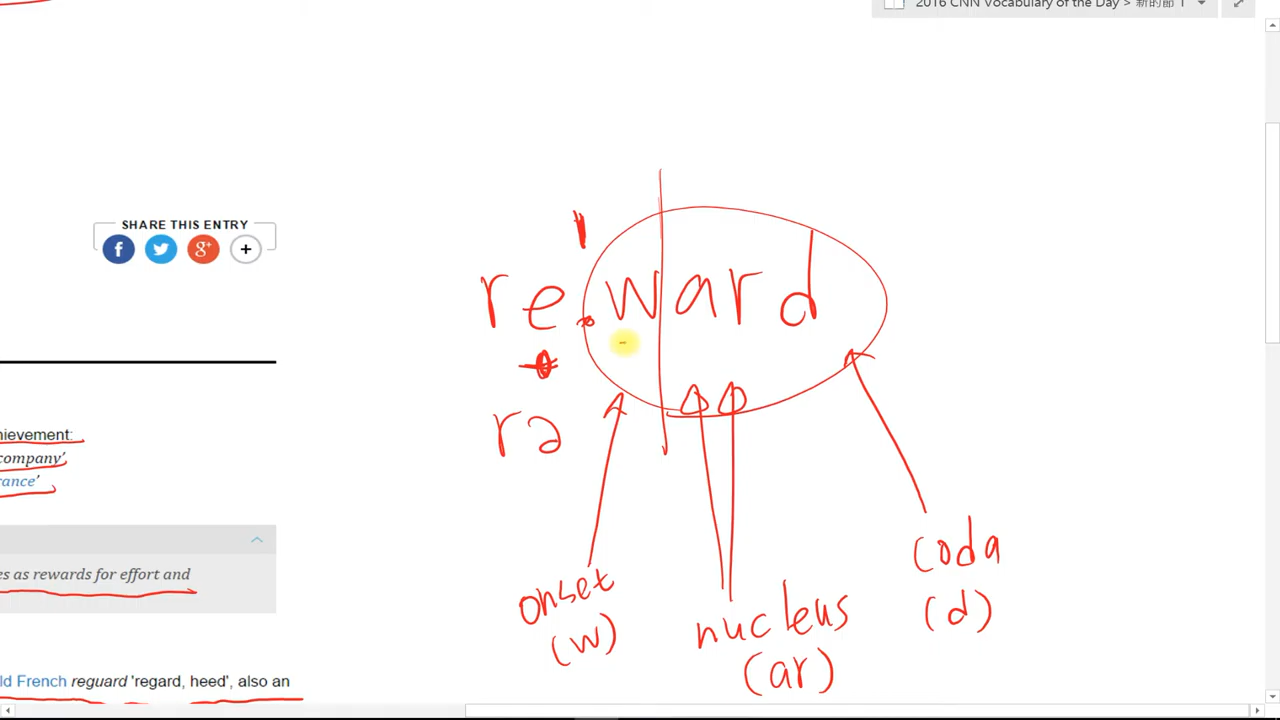 2016 CNN Vocabulary of the Day > 新的節 1
SHARE THIS ENTRY
re.ward
rə
hievement:
company'
rance'
es as rewards for effort and
onset
(w)
nucleus
(ar)
coda
(d)
ld French reguard 'regard, heed', also an